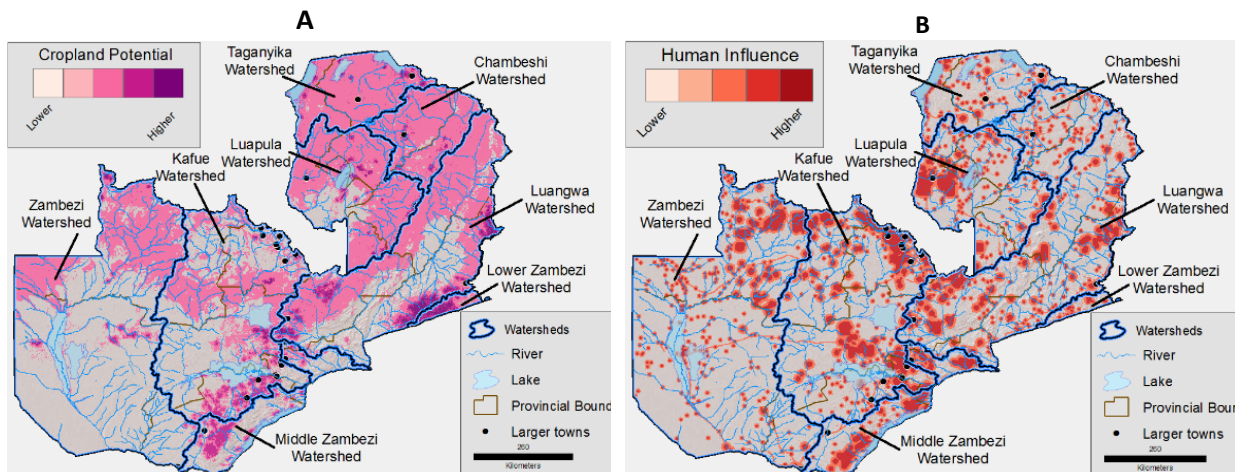 A
Cropland Potential
Lower
Higher
Taganyika
Watershed
Chambeshi
Watershed
Luapula
Watershed
Kafue
Watershed
Zambezi
Watershed
Luangwa
Watershed
Lower Zambezi
Watershed
Middle Zambezi
Watershed
Watersheds
River
Lake
Provincial Bound
Larger towns
260
Kilometers
B
Human Influence
Lower
Higher
Taganyika
Watershed
Chambeshi
Watershed
Luapula
Watershed
Kafue
Watershed
Zambezi
Watershed
Luangwa
Watershed
Lower Zambezi
Watershed
Middle Zambezi
Watershed
Watersheds
River
Lake
Provincial Boun
Larger towns
260
Kilometers